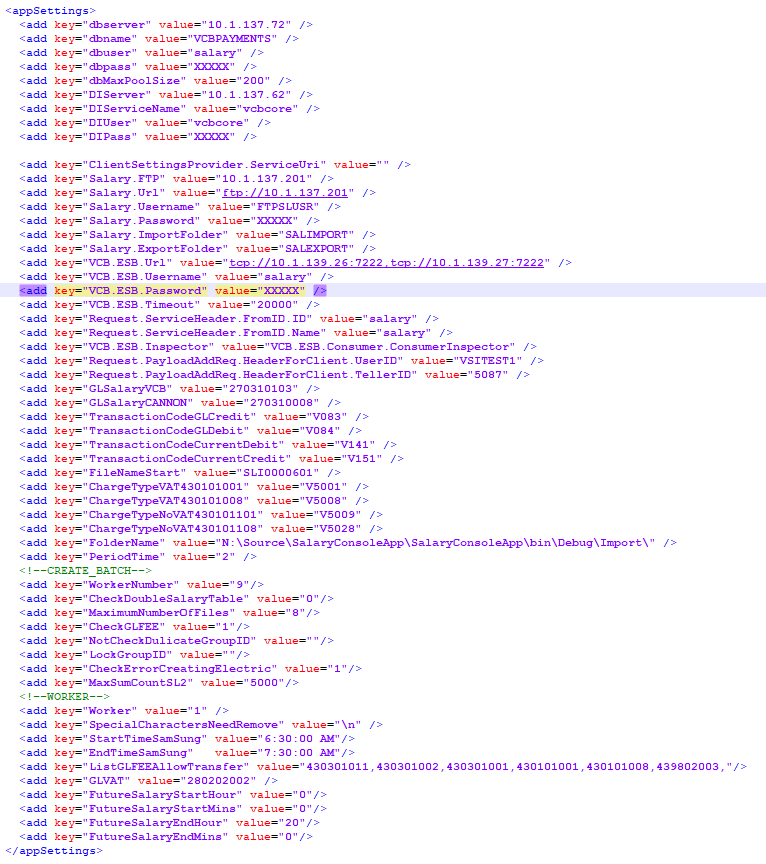 <appSettings>
<add key="dbserver" value="10.1.137.72" />
<add key="dbname" value="VCBPAYMENTS" />
<add key="dbuser" value="salary" />
<add key="dbpass" value="XXXXX" />
<add key="dbMaxPoolSize" value="200" />
<add key="DIServer" value="10.1.137.62" />
<add key="DIServiceName" value="vcbcore" />
<add key="DIUser" value="vcbcore" />
<add key="DIPass" value="XXXXX" />
<add key="ClientSettingsProvider.ServiceUri" value="" />
<add key="Salary.FTP" value="10.1.137.201" />
<add key="Salary.Url" value="ftp://10.1.137.201" />
<add key="Salary.Username" value="FTPSLUSR" />
<add key="Salary.Password" value="XXXXX" />
<add key="Salary.ImportFolder" value="SALIMPORT" />
<add key="Salary.ExportFolder" value="SALEXPORT" />
<add key="VCB.ESB.Url" value="tcp://10.1.139.26:7222,tcp://10.1.139.27:7222" />
<add key="VCB.ESB.Username" value="salary" />
<add key="VCB.ESB.Password" value="XXXXX" />
<add key="VCB.ESB.Timeout" value="20000" />
<add key="Request.ServiceHeader.FromID.ID" value="salary" />
<add key="Request.ServiceHeader.FromID.Name" value="salary" />
<add key="VCB.ESB.Inspector" value="VCB.ESB.Consumer.ConsumerInspector" />
<add key="Request.PayloadAddReq.HeaderForClient.UserID" value="VSITEST1" />
<add key="Request.PayloadAddReq.HeaderForClient.TellerID" value="5087" />
<add key="GLSalaryVCB" value="270310103" />
<add key="GLSalaryCANNON" value="270310008" />
<add key="TransactionCodeGLCredit" value="V083" />
<add key="TransactionCodeGLDebit" value="V084" />
<add key="TransactionCodeCurrentDebit" value="V141" />
<add key="TransactionCodeCurrentCredit" value="V151" />
<add key="FileNameStart" value="SLI0000601" />
<add key="ChargeTypeVAT430101001" value="V5001" />
<add key="ChargeTypeVAT430101008" value="V5008" />
<add key="ChargeTypeNoVAT430101101" value="V5009" />
<add key="ChargeTypeNoVAT430101108" value="V5028" />
<add key="FolderName" value="N:\Source\SalaryConsoleApp\SalaryConsoleApp\bin\Debug\Import\" />
<add key="PeriodTime" value="2" />
<!--CREATE_BATCH-->
<add key="WorkerNumber" value="9"/>
<add key="CheckDoubleSalaryTable" value="0"/>
<add key="MaximumNumberOfFiles" value="8"/>
<add key="CheckGLFEE" value="1"/>
<add key="NotCheckDulicateGroupID" value=""/>
<add key="LockGroupID" value=""/>
<add key="CheckErrorCreatingElectric" value="1"/>
<add key="MaxSumCountSL2" value="5000"/>
<!--WORKER-->
<add key="Worker" value="1" />
<add key="SpecialCharactersNeedRemove" value="\n" />
<add key="StartTimeSamSung" value="6:30:00 AM"/>
<add key="EndTimeSamSung" value="7:30:00 AM"/>
<add key="ListGLFEEAllowTransfer" value="430301011,430301002,430301001,430101001,430101008,439802003,"/>
<add key="GLVAT" value="280202002" />
<add key="FutureSalaryStartHour" value="0"/>
<add key="FutureSalaryStartMins" value="0"/>
<add key="FutureSalaryEndHour" value="20"/>
<add key="FutureSalaryEndMins" value="0"/>
</appSettings>